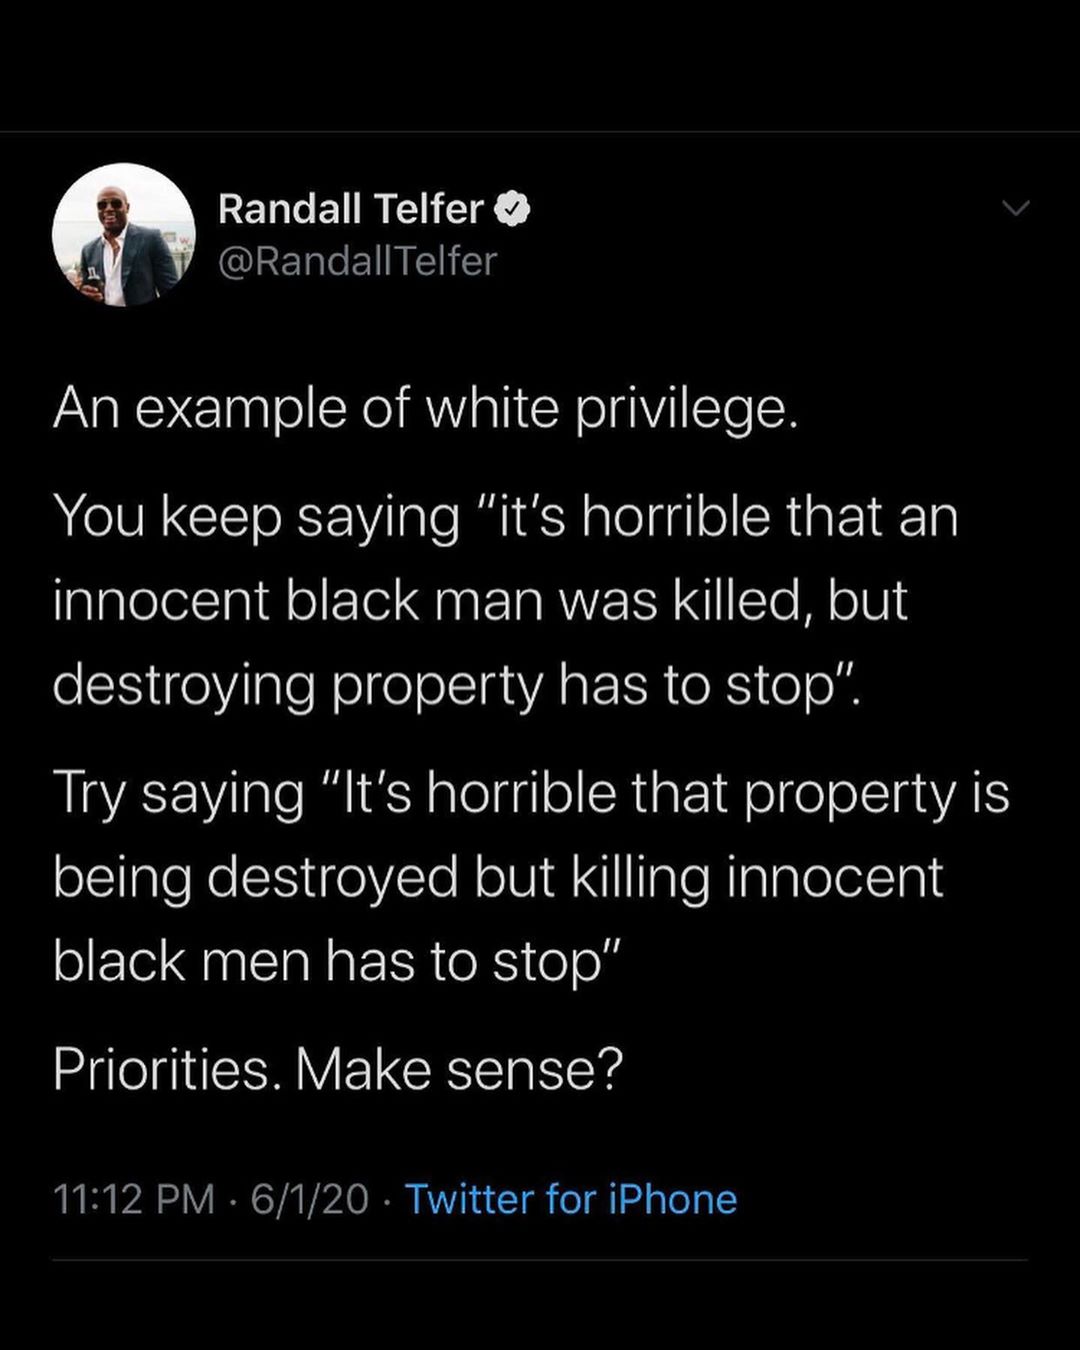 Randall Telfer
@RandallTelfer
An example of white privilege.
You keep saying “it’s horrible that an
innocent black man was killed, but
destroying property has to stop”.
Try saying “It’s horrible that property is
being destroyed but killing innocent
black men has to stop”
Priorities. Make sense?
11:12 PM · 6/1/20 · Twitter for iPhone